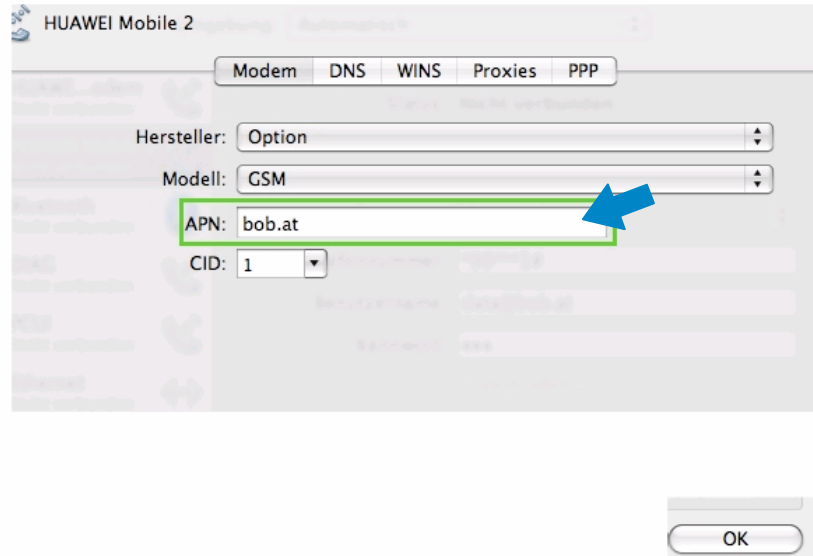 HUAWEI Mobile 2
Modem DNS WINS Proxies PPP
Hersteller: Option
Modell: GSM
APN: bob.at
CID: 1
OK